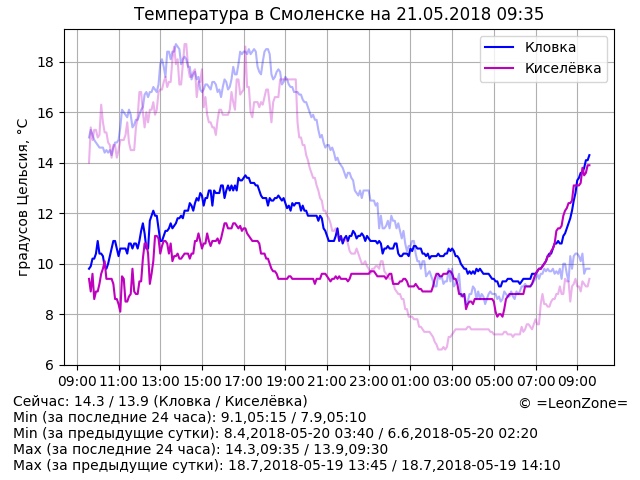 Температура в Смоленске на 21.05.2018 09:35
Кловка
Киселёвка
градусов Цельсия, °C
18
16
14
12
10
8
6
09:00 11:00 13:00 15:00 17:00 19:00 21:00 23:00 01:00 03:00 05:00 07:00 09:00
Сейчас: 14.3 / 13.9 (Кловка / Киселёвка)
© =LeonZone=
Min (за последние 24 часа): 9.1,05:15 / 7.9,05:10
Min (за предыдущие сутки): 8.4,2018-05-20 03:40 / 6.6,2018-05-20 02:20
Max (за последние 24 часа): 14.3,09:35 / 13.9,09:30
Max (за предыдущие сутки): 18.7,2018-05-19 13:45 / 18.7,2018-05-19 14:10